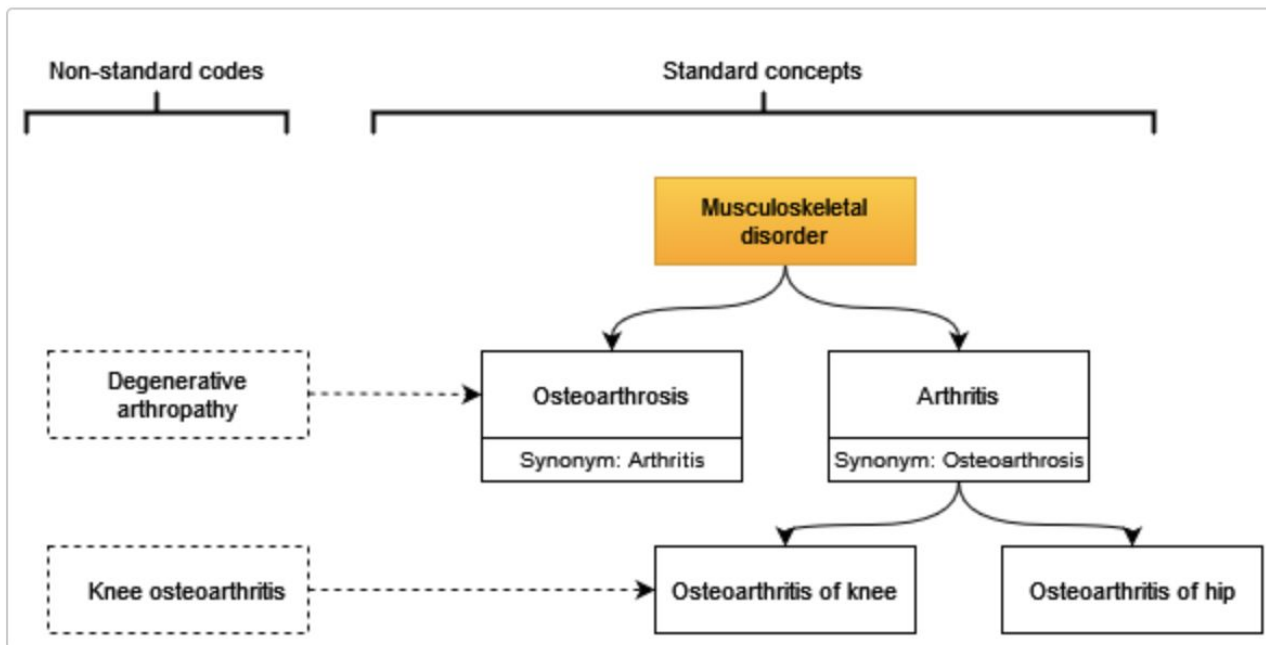 Non-standard codes
Standard concepts
Musculoskeletal
disorder
Degenerative
arthropathy
Osteoarthrosis
Arthritis
Synonym: Arthritis
Synonym: Osteoarthrosis
Knee osteoarthritis
Osteoarthritis of knee
Osteoarthritis of hip